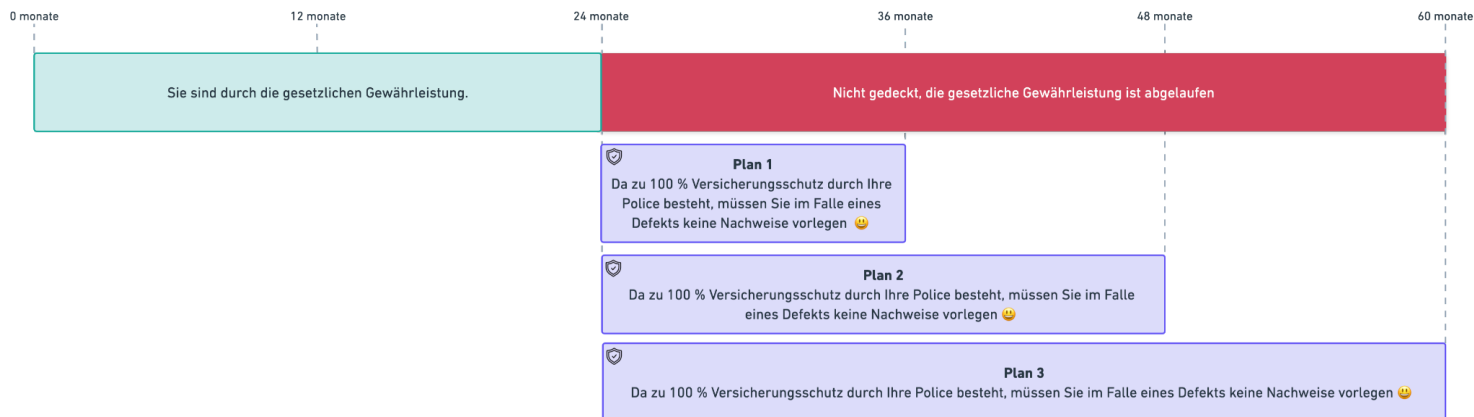 0 monate
12 monate
24 monate
36 monate
48 monate
60 monate
Sie sind durch die gesetzlichen Gewährleistung.
Nicht gedeckt, die gesetzliche Gewährleistung ist abgelaufen
Plan 1
Da zu 100 % Versicherungsschutz durch Ihre
Police besteht, müssen Sie im Falle eines
Defekts keine Nachweise vorlegen 😃
Plan 2
Da zu 100 % Versicherungsschutz durch Ihre Police besteht, müssen Sie im Falle
eines Defekts keine Nachweise vorlegen 😃
Plan 3
Da zu 100 % Versicherungsschutz durch Ihre Police besteht, müssen Sie im Falle eines Defekts keine Nachweise vorlegen 😃